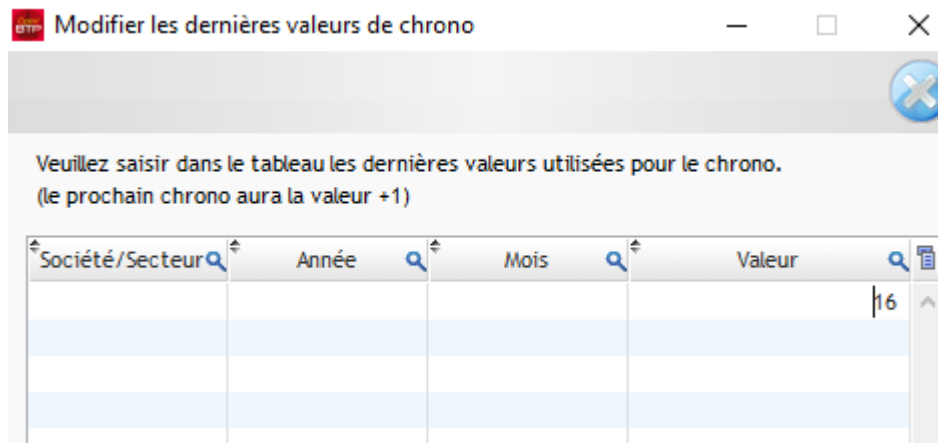 Modifier les dernières valeurs de chrono
Veuillez saisir dans le tableau les dernières valeurs utilisées pour le chrono.
(le prochain chrono aura la valeur +1)
Société/Secteur Année Mois Valeur
16